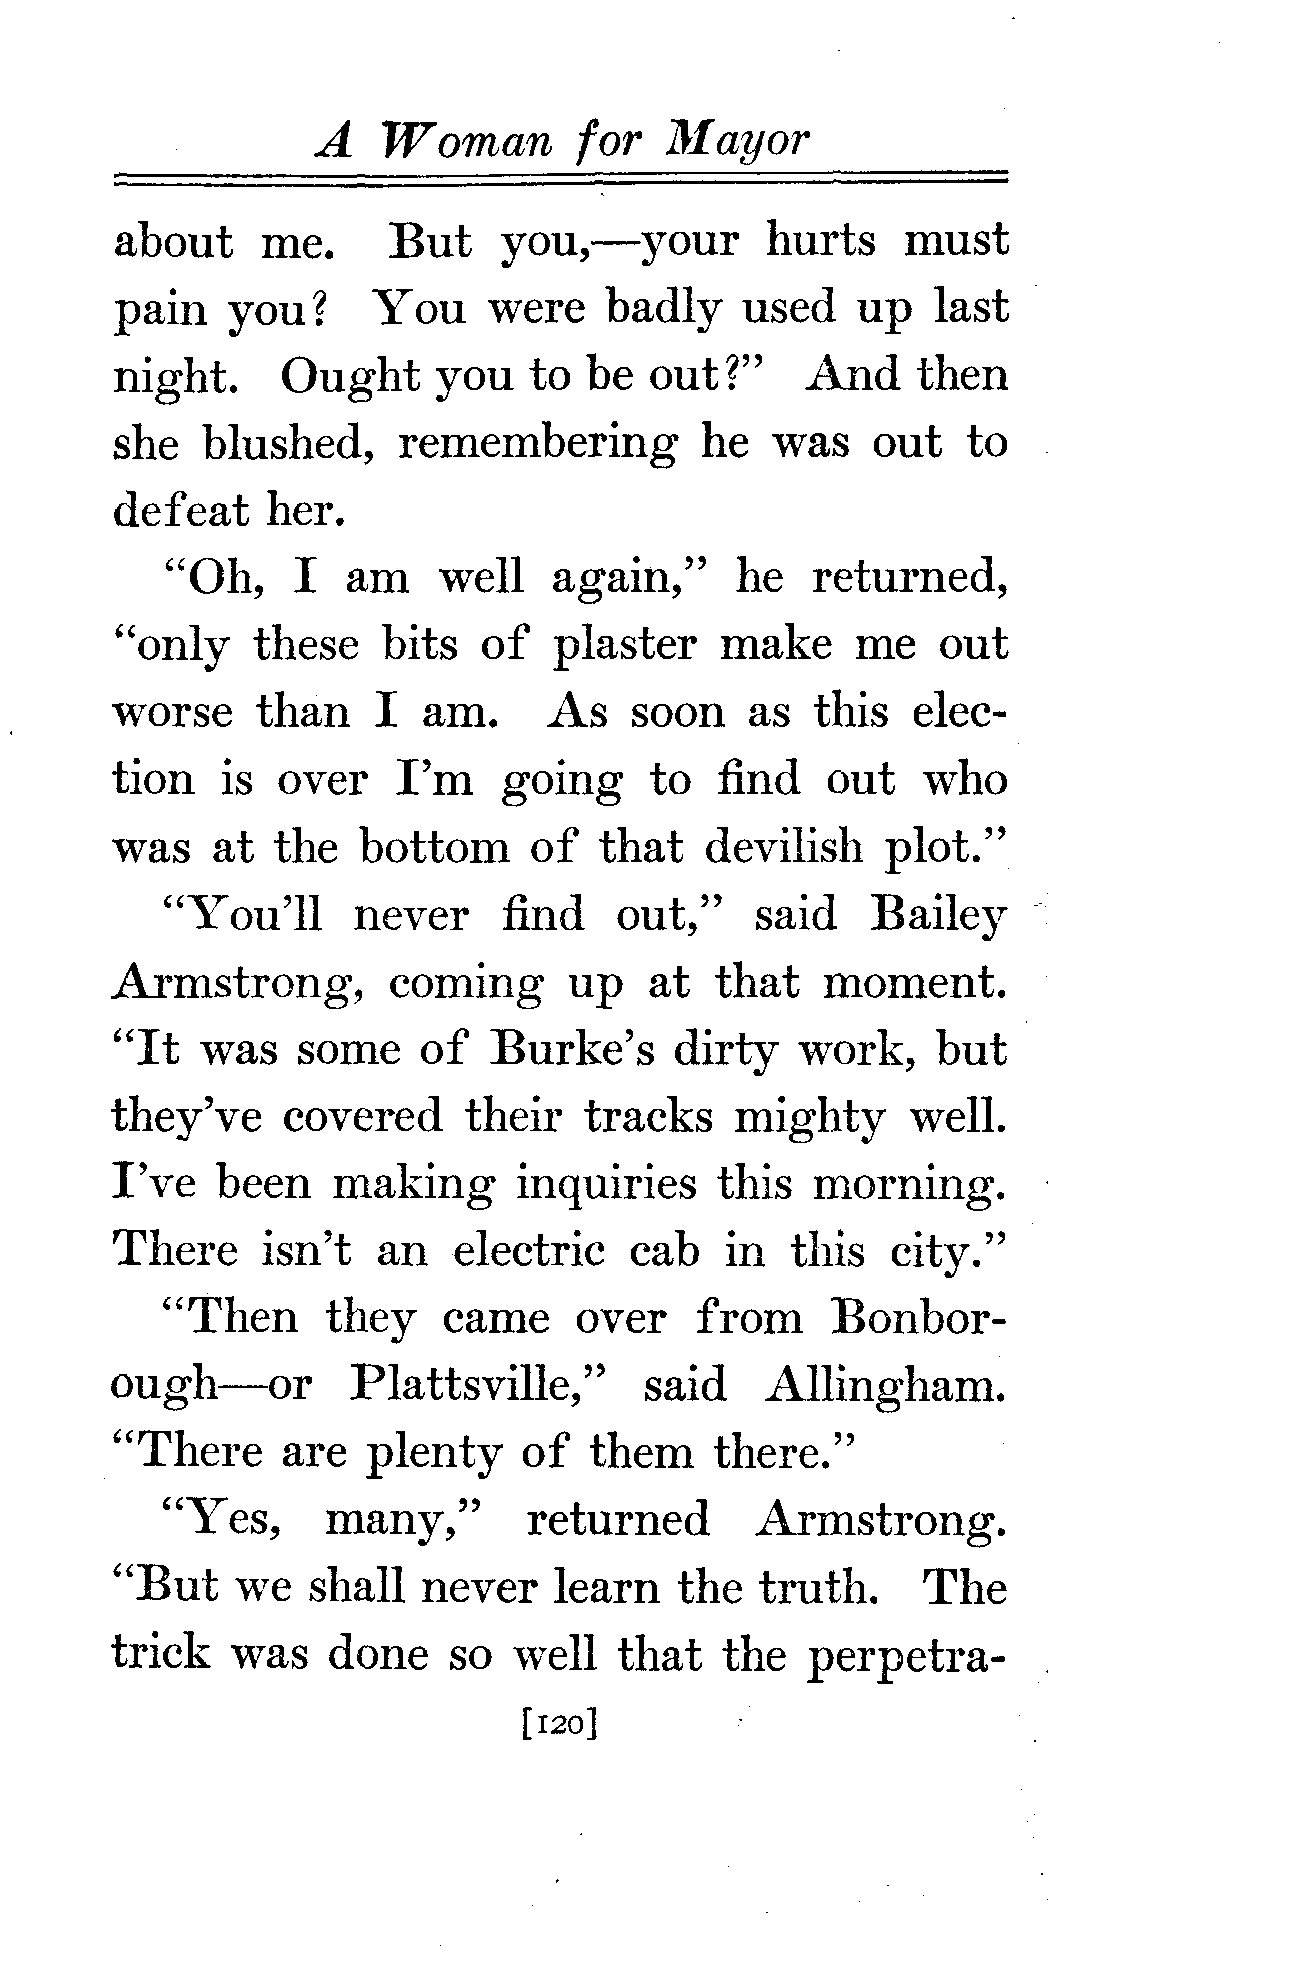 A Woman for Mayor
about me. But you,—your hurts must
pain you? You were badly used up last
night. Ought you to be out?” And then
she blushed, remembering he was out to
defeat her.
“Oh, I am well again,” he returned,
“only these bits of plaster make me out
worse than I am. As soon as this elec-
tion is over I’m going to find out who
was at the bottom of that devilish plot.”
“You’ll never find out,” said Bailey
Armstrong, coming up at that moment.
“It was some of Burke’s dirty work, but
they’ve covered their tracks mighty well.
I’ve been making inquiries this morning.
There isn’t an electric cab in this city.”
“Then they came over from Bonbor-
ough—or Plattsville,” said Allingham.
“There are plenty of them there.”
“Yes, many,” returned Armstrong.
“But we shall never learn the truth. The
trick was done so well that the perpetra-
[120]